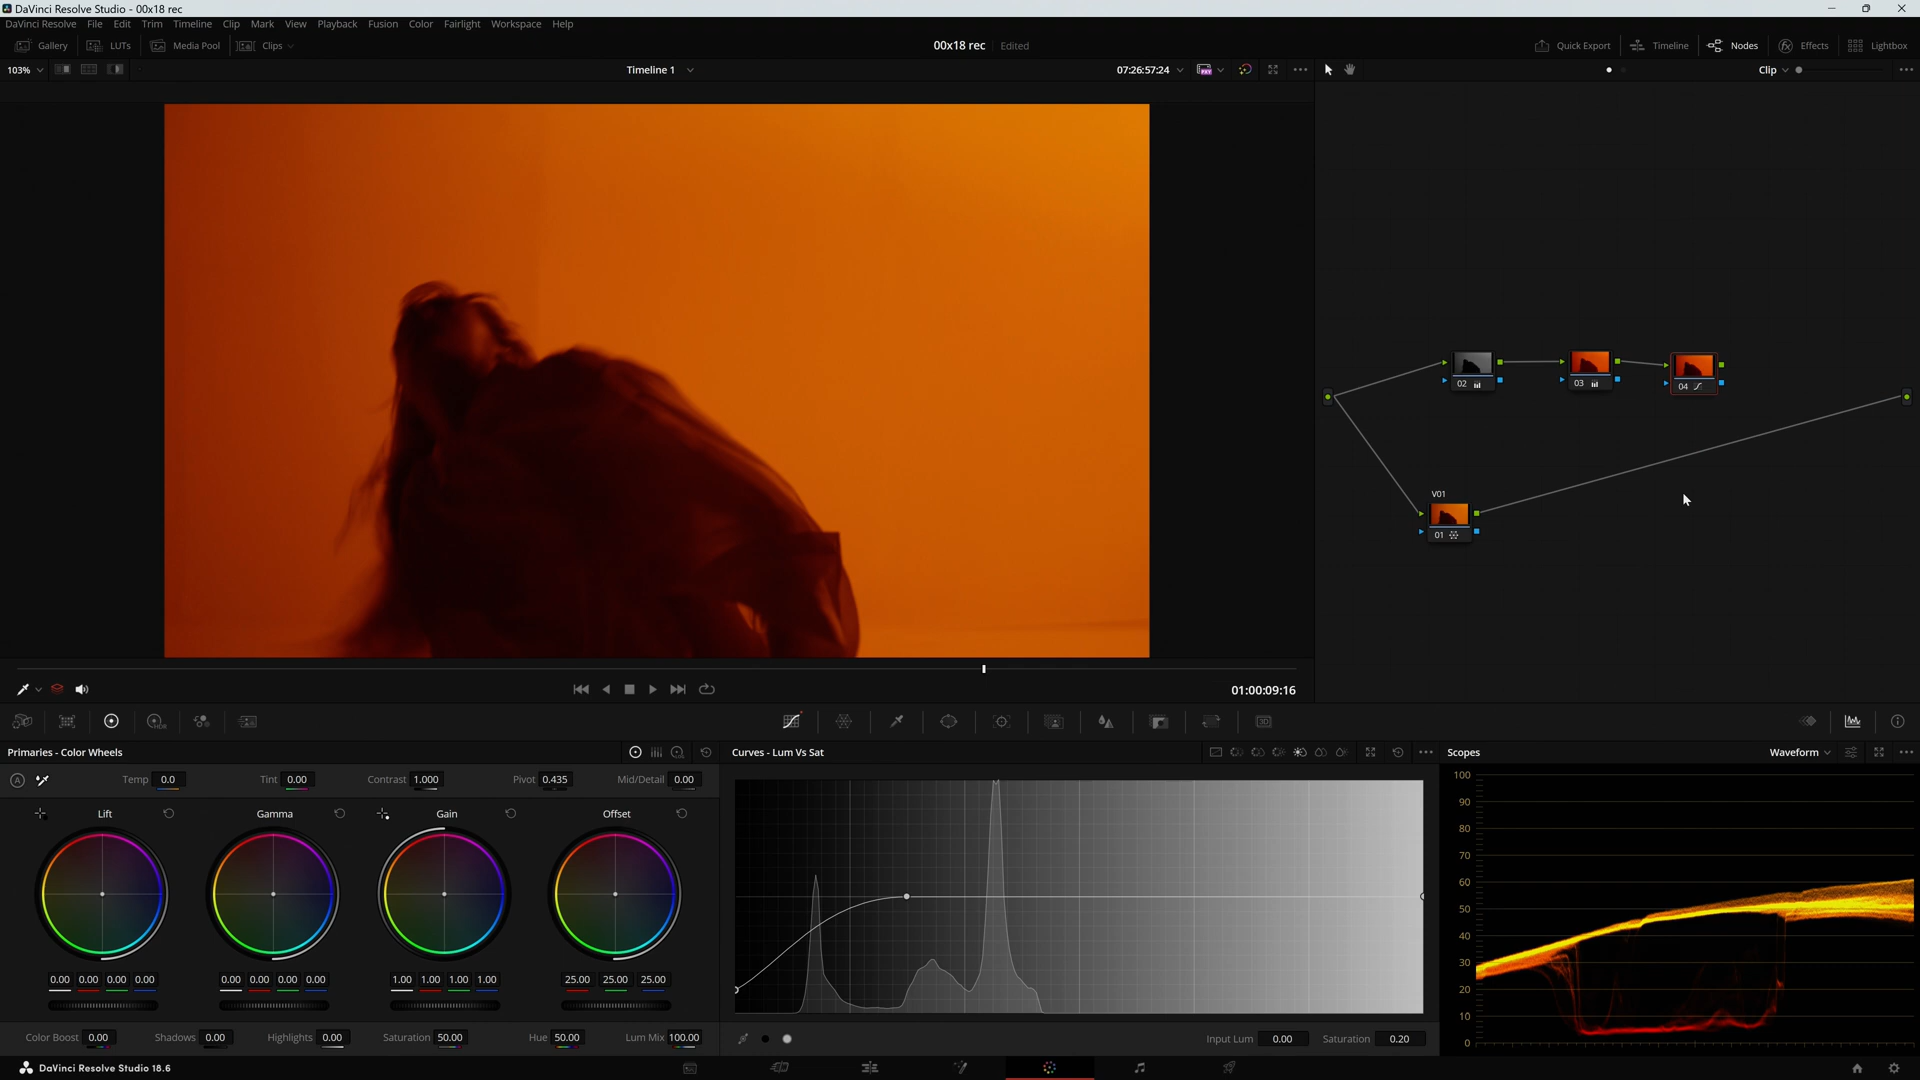 DaVinci Resolve Studio - 00x18 rec
DaVinci Resolve File Edit Trim Timeline Clip Mark View Playback Fusion Color Fairlight Workspace Help
Gallery LUTs Media Pool Clips 00x18 rec Edited Quick Export Timeline Nodes Effects Lightbox
103% Timeline 1 07:26:57:24 Clip
02 03 04
V01
01
01:00:09:16
Primaries - Color Wheels Curves - Lum Vs Sat Scopes Waveform
Temp 0.0 Tint 0.00 Contrast 1.000 Pivot 0.435 Mid/Detail 0.00
Lift Gamma Gain Offset
0.00 0.00 0.00 0.00 0.00 0.00 0.00 0.00 1.00 1.00 1.00 1.00 25.00 25.00 25.00
Color Boost 0.00 Shadows 0.00 Highlights 0.00 Saturation 50.00 Hue 50.00 Lum Mix 100.00
Input Lum 0.00 Saturation 0.20
100
90
80
70
60
50
40
30
20
10
0
DaVinci Resolve Studio 18.6